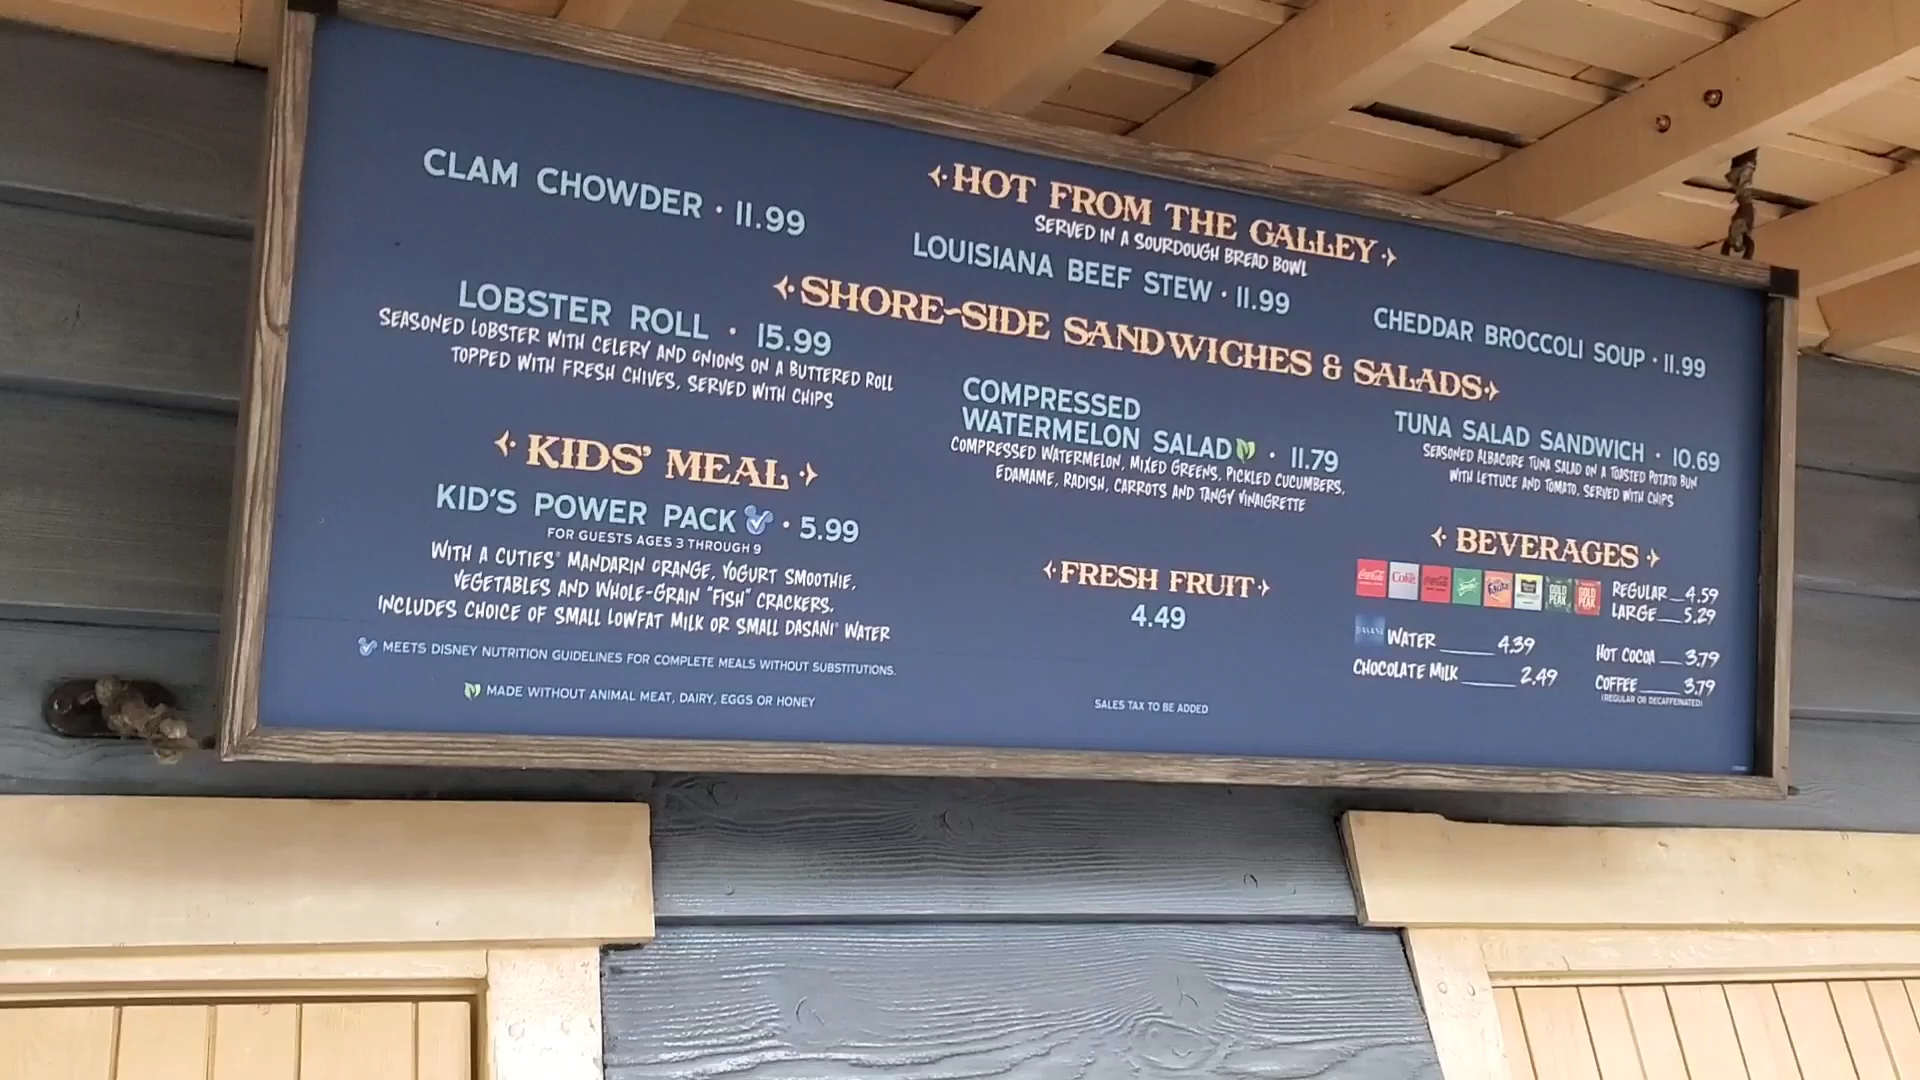 HOT FROM THE GALLEY
SERVED IN A SOURDOUGH BREAD BOWL
CLAM CHOWDER · 11.99
LOUISIANA BEEF STEW · 11.99
CHEDDAR BROCCOLI SOUP · 11.99
SHORE-SIDE SANDWICHES & SALADS
LOBSTER ROLL · 15.99
SEASONED LOBSTER WITH CELERY AND ONIONS ON A BUTTERED ROLL
TOPPED WITH FRESH CHIVES, SERVED WITH CHIPS
COMPRESSED
WATERMELON SALAD · 11.79
COMPRESSED WATERMELON, MIXED GREENS, PICKLED CUCUMBERS,
EDAMAME, RADISH, CARROTS AND TANGY VINAIGRETTE
TUNA SALAD SANDWICH · 10.69
SEASONED ALBACORE TUNA SALAD ON A TOASTED POTATO BUN
WITH LETTUCE AND TOMATO, SERVED WITH CHIPS
KIDS' MEAL
KID'S POWER PACK · 5.99
FOR GUESTS AGES 3 THROUGH 9
WITH A CUTIES® MANDARIN ORANGE, YOGURT SMOOTHIE,
VEGETABLES AND WHOLE-GRAIN "FISH" CRACKERS.
INCLUDES CHOICE OF SMALL LOWFAT MILK OR SMALL DASANI® WATER
MEETS DISNEY NUTRITION GUIDELINES FOR COMPLETE MEALS WITHOUT SUBSTITUTIONS.
MADE WITHOUT ANIMAL MEAT, DAIRY, EGGS OR HONEY
FRESH FRUIT
4.49
SALES TAX TO BE ADDED
BEVERAGES
Coke
GOLD PEAK
GOLD PEAK
REGULAR 4.59
LARGE 5.29
DASANI
WATER 4.39
CHOCOLATE MILK 2.49
HOT COCOA 3.79
COFFEE 3.79
(REGULAR OR DECAFFEINATED)